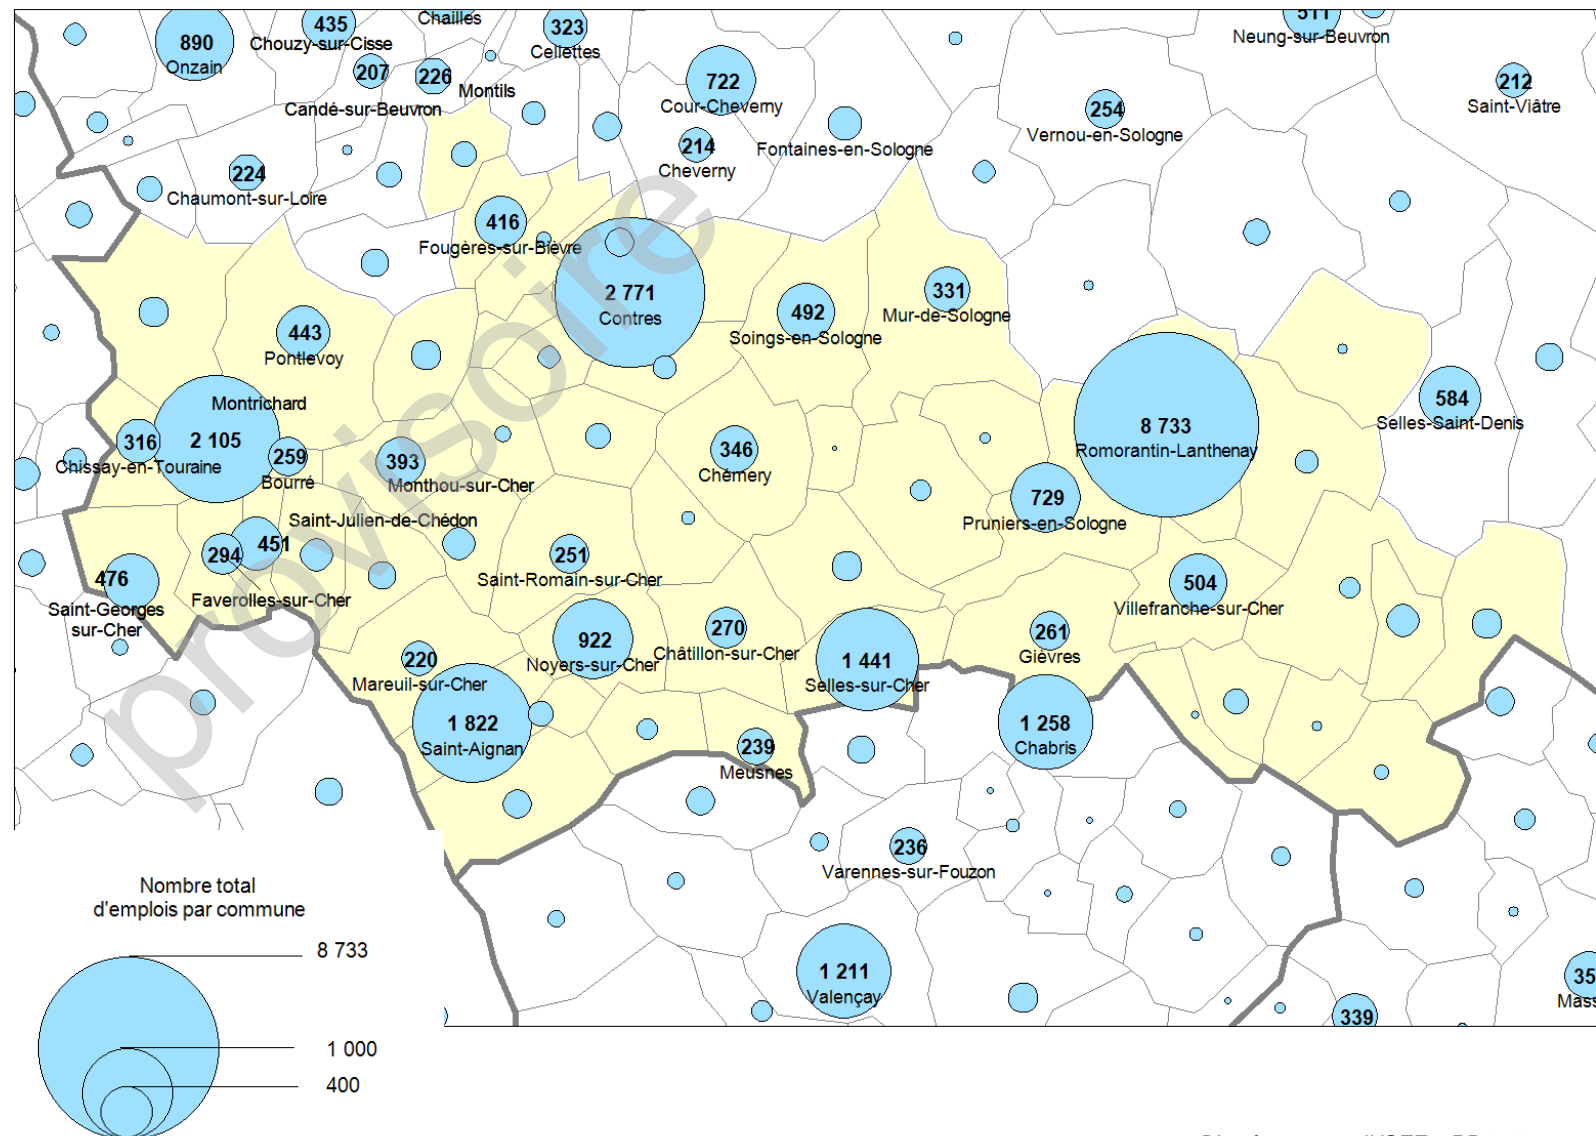 Chailles
435
323
511
890
Chouzy-sur-Cisse
Cellettes
Neung-sur-Beuvron
Onzain
207
226
722
212
Montils
Candé-sur-Beuvron
Cour-Cheverny
254
Saint-Viâtre
Vernou-en-Sologne
214
Fontaines-en-Sologne
224
Cheverny
Chaumont-sur-Loire
416
Fougères-sur-Bièvre
2 771
331
Contres
492
Mur-de-Sologne
443
Soings-en-Sologne
Pontlevoy
Montrichard
584
316
2 105
8 733
Selles-Saint-Denis
259
393
346
Romorantin-Lanthenay
Chissay-en-Touraine
Bourré
Monthou-sur-Cher
Chémery
729
Saint-Julien-de-Chédon
Pruniers-en-Sologne
294
451
251
476
Saint-Romain-sur-Cher
504
Saint-Georges
sur-Cher
Faverolles-sur-Cher
Villefranche-sur-Cher
922
270
261
220
Noyers-sur-Cher
Châtillon-sur-Cher
1 441
Gièvres
Mareuil-sur-Cher
Selles-sur-Cher
1 822
1 258
Saint-Aignan
239
Chabris
Meusnes
236
Varennes-sur-Fouzon
1 211
Valençay
35
Mass
339
provisoire
Nombre total
d'emplois par commune
8 733
1 000
400